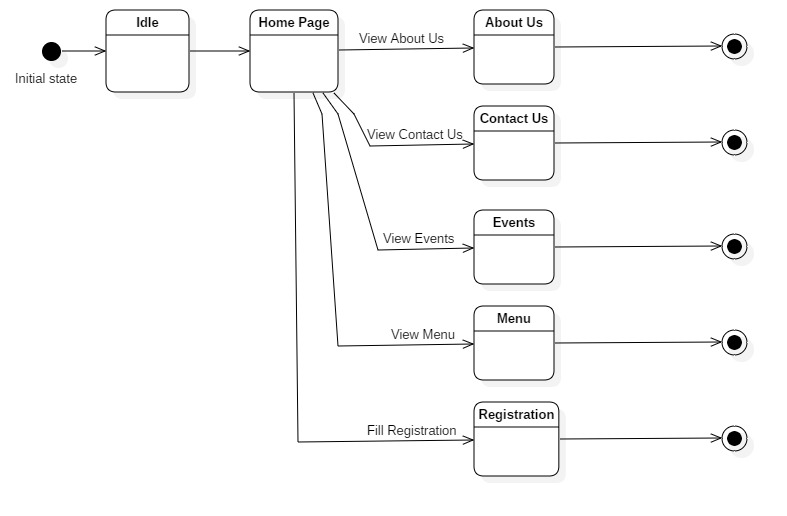 Idle
Home Page
Initial state
View About Us
About Us
View Contact Us
Contact Us
View Events
Events
View Menu
Menu
Fill Registration
Registration